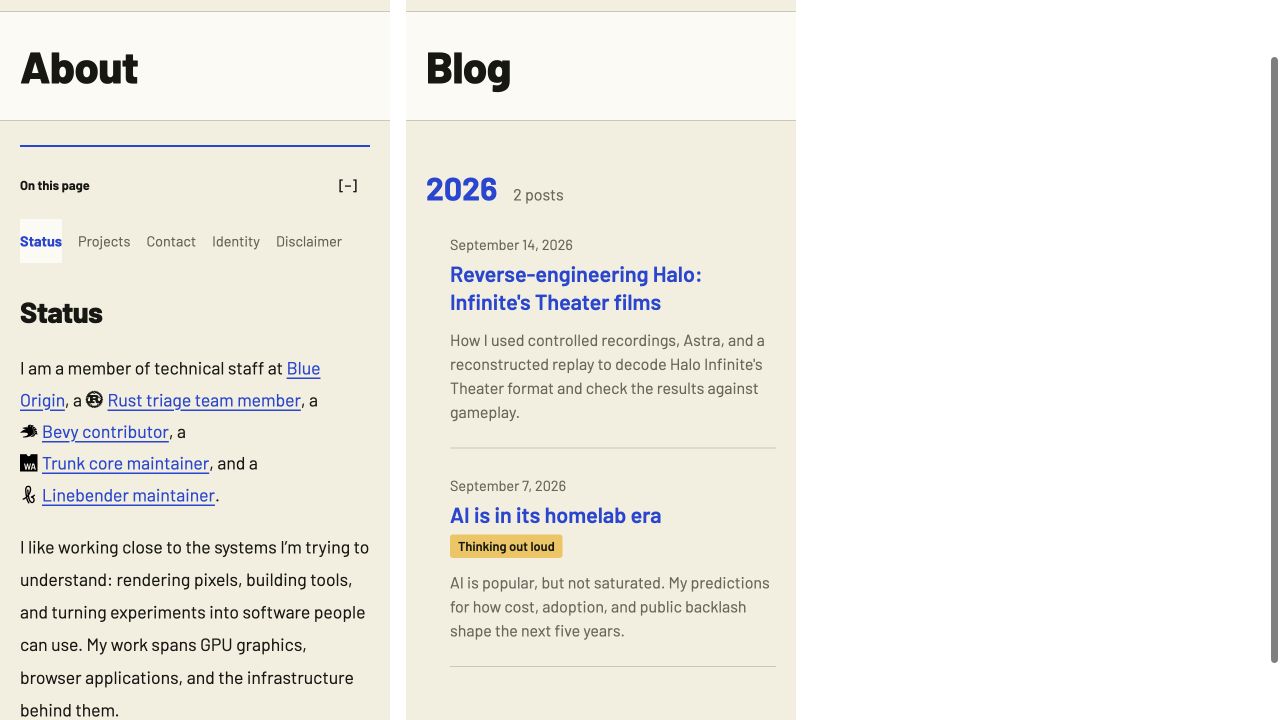 About
On this page
[−]
Status Projects Contact Identity Disclaimer
Status
I am a member of technical staff at Blue
Origin, a Rust triage team member, a
Bevy contributor, a
WA Trunk core maintainer, and a
Linebender maintainer.
I like working close to the systems I’m trying to
understand: rendering pixels, building tools,
and turning experiments into software people
can use. My work spans GPU graphics,
browser applications, and the infrastructure
behind them.
Blog
2026 2 posts
September 14, 2026
Reverse-engineering Halo:
Infinite's Theater films
How I used controlled recordings, Astra, and a
reconstructed replay to decode Halo Infinite's
Theater format and check the results against
gameplay.
September 7, 2026
AI is in its homelab era
Thinking out loud
AI is popular, but not saturated. My predictions
for how cost, adoption, and public backlash
shape the next five years.